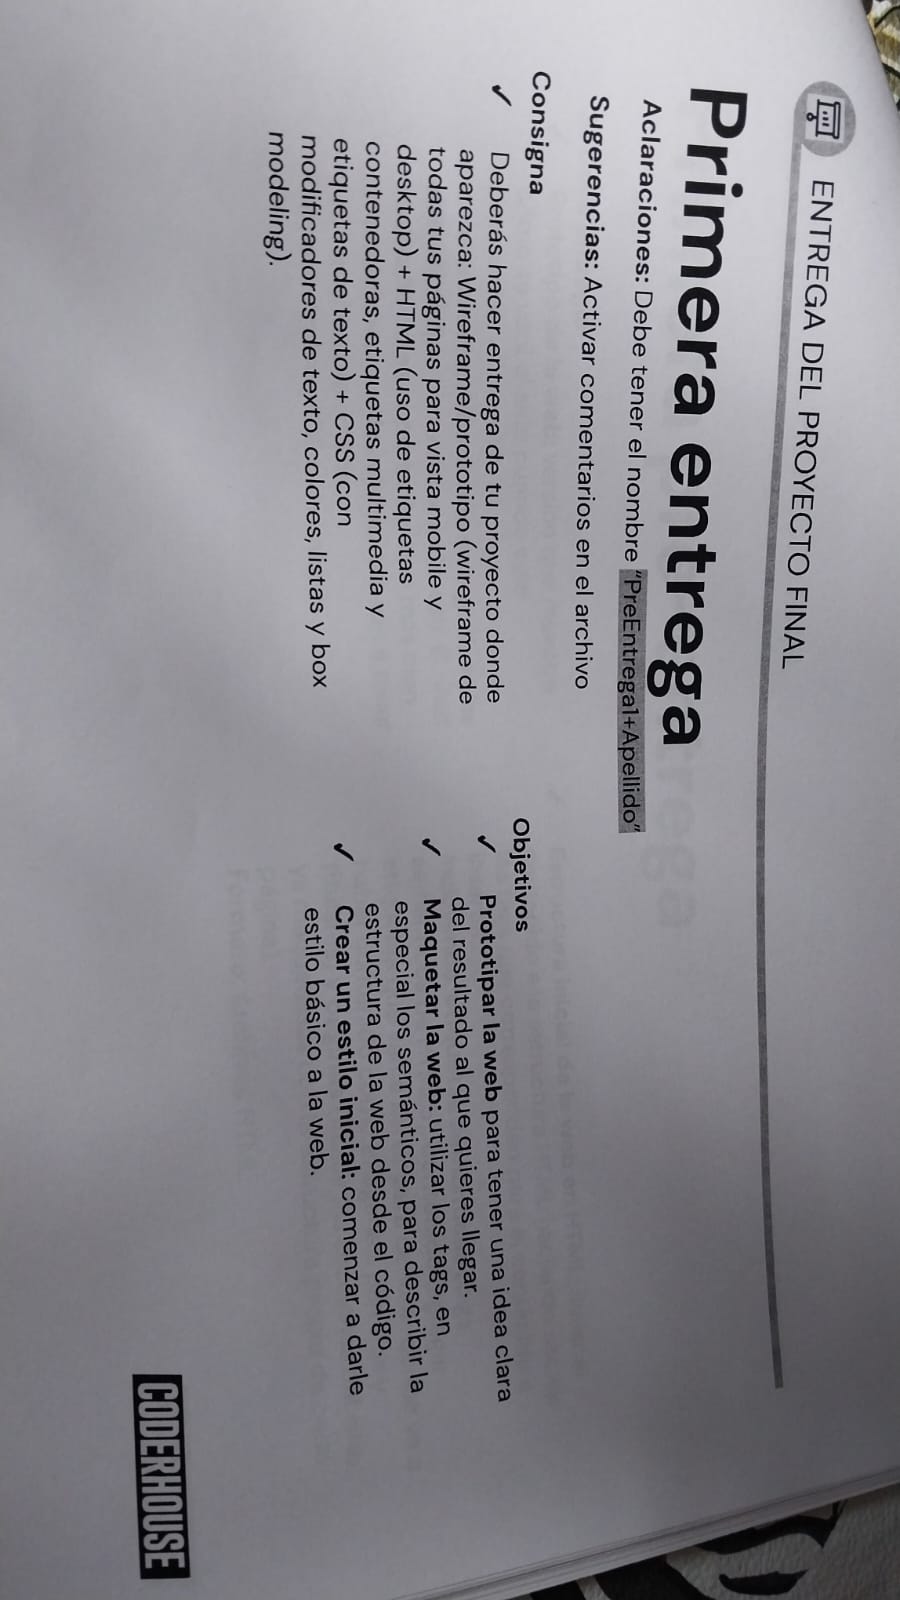 ENTREGA DEL PROYECTO FINAL
Primera entrega
Aclaraciones: Debe tener el nombre “PreEntrega1+Apellido”
Sugerencias: Activar comentarios en el archivo
Consigna
✓ Deberás hacer entrega de tu proyecto donde
aparezca: Wireframe/prototipo (wireframe de
todas tus páginas para vista mobile y
desktop) + HTML (uso de etiquetas
contenedoras, etiquetas multimedia y
etiquetas de texto) + CSS (con
modificadores de texto, colores, listas y box
modeling).
Objetivos
✓ Prototipar la web para tener una idea clara
del resultado al que quieres llegar.
✓ Maquetar la web: utilizar los tags, en
especial los semánticos, para describir la
estructura de la web desde el código.
✓ Crear un estilo inicial: comenzar a darle
estilo básico a la web.
CODERHOUSE